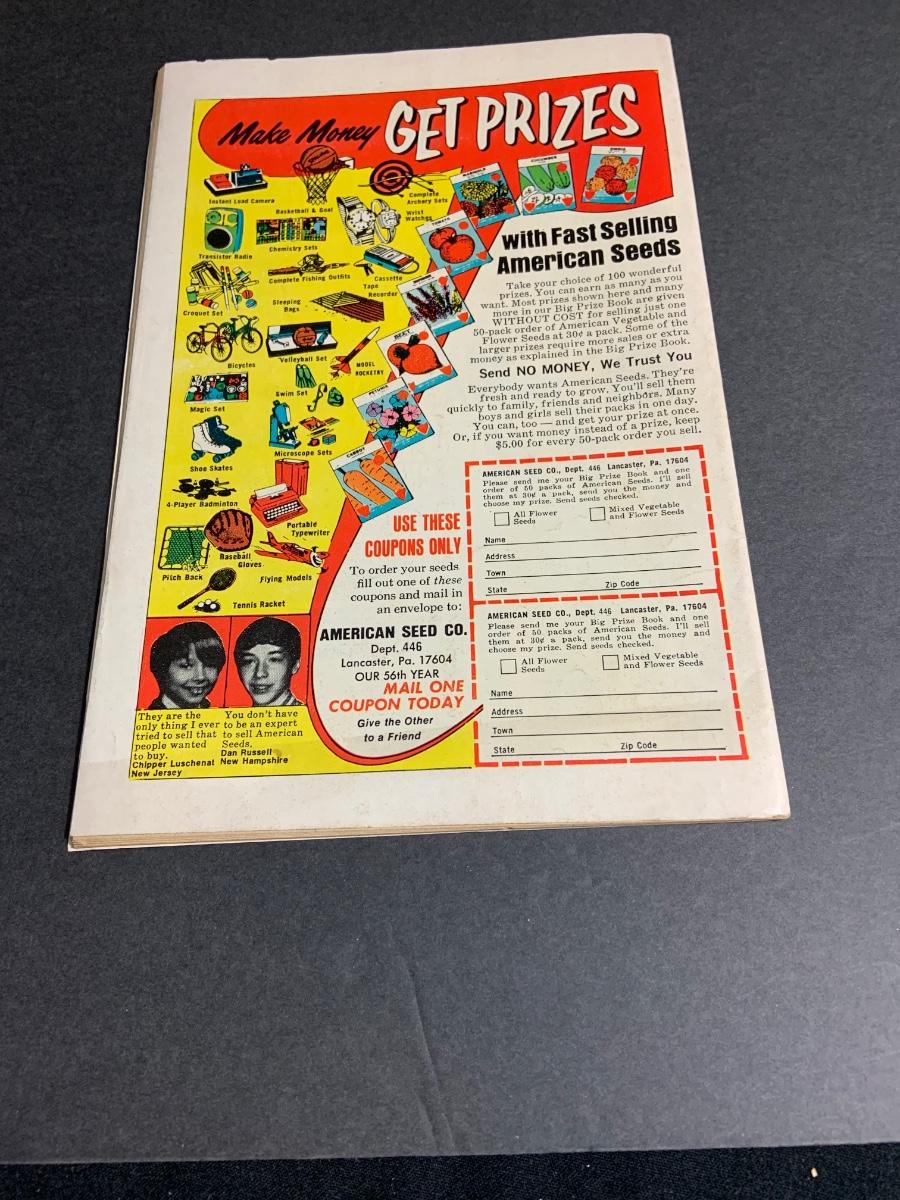 Make Money GET PRIZES
Instant Load Camera
Basketball & Goal
Complete
Archery Sets
Wrist
Watches
Transistor Radio
Chemistry Sets
Complete Fishing Outfits
Cassette
Tape
Recorder
Croquet Set
Sleeping
Bags
Bicycles
Volleyball Set
MODEL
ROCKETRY
Magic Set
Swim Set
Shoe Skates
Microscope Sets
4-Player Badminton
Portable
Typewriter
Baseball
Gloves
Pitch Back
Flying Models
Tennis Racket
MARIGOLD
CUCUMBER
ZINNIA
TOMATO
BEET
PETUNIA
CARROT
with Fast Selling
American Seeds
Take your choice of 100 wonderful
prizes. You can earn as many as you
want. Most prizes shown here and many
more in our Big Prize Book are given
WITHOUT COST for selling just one
50-pack order of American Vegetable and
Flower Seeds at 30¢ a pack. Some of the
larger prizes require more sales or extra
money as explained in the Big Prize Book.
Send NO MONEY, We Trust You
Everybody wants American Seeds. They're
fresh and ready to grow. You'll sell them
quickly to family, friends and neighbors. Many
boys and girls sell their packs in one day.
You can, too — and get your prize at once.
Or, if you want money instead of a prize, keep
$5.00 for every 50-pack order you sell.
USE THESE
COUPONS ONLY
To order your seeds
fill out one of these
coupons and mail in
an envelope to:
AMERICAN SEED CO.
Dept. 446
Lancaster, Pa. 17604
OUR 56th YEAR
MAIL ONE
COUPON TODAY
Give the Other
to a Friend
AMERICAN SEED CO., Dept. 446 Lancaster, Pa. 17604
Please send me your Big Prize Book and one
order of 50 packs of American Seeds. I'll sell
them at 30¢ a pack, send you the money and
choose my prize. Send seeds checked.
All Flower
Seeds
Mixed Vegetable
and Flower Seeds
Name
Address
Town
State Zip Code
AMERICAN SEED CO., Dept. 446 Lancaster, Pa. 17604
Please send me your Big Prize Book and one
order of 50 packs of American Seeds. I'll sell
them at 30¢ a pack, send you the money and
choose my prize. Send seeds checked.
All Flower
Seeds
Mixed Vegetable
and Flower Seeds
Name
Address
Town
State Zip Code
They are the
only thing I ever
tried to sell that
people wanted
to buy.
Chipper Luschenat
New Jersey
You don't have
to be an expert
to sell American
Seeds.
Dan Russell
New Hampshire